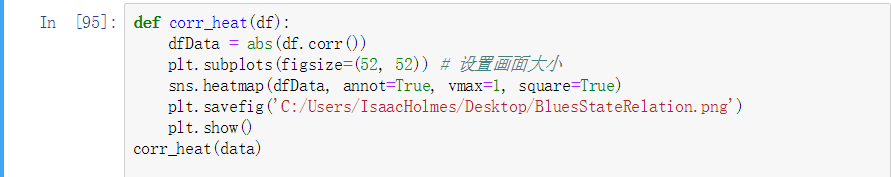 In [95]: def corr_heat(df):
    dfData = abs(df.corr())
    plt.subplots(figsize=(52, 52)) # 设置画面大小
    sns.heatmap(dfData, annot=True, vmax=1, square=True)
    plt.savefig('C:/Users/IsaacHolmes/Desktop/BluesStateRelation.png')
    plt.show()
corr_heat(data)